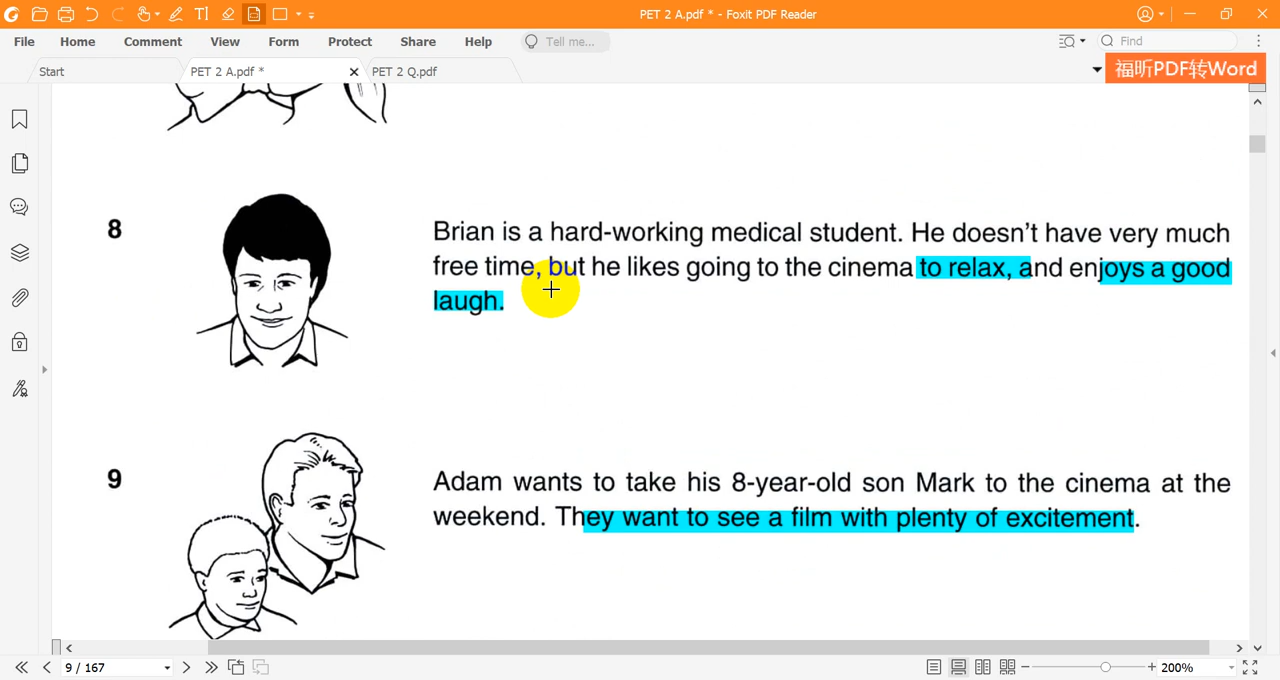 PET 2 A.pdf * - Foxit PDF Reader
File Home Comment View Form Protect Share Help Tell me... Find
Start PET 2 A.pdf * PET 2 Q.pdf 福昕PDF转Word
8
Brian is a hard-working medical student. He doesn't have very much
free time, but he likes going to the cinema to relax, and enjoys a good
laugh.
9
Adam wants to take his 8-year-old son Mark to the cinema at the
weekend. They want to see a film with plenty of excitement.
9 / 167 200%